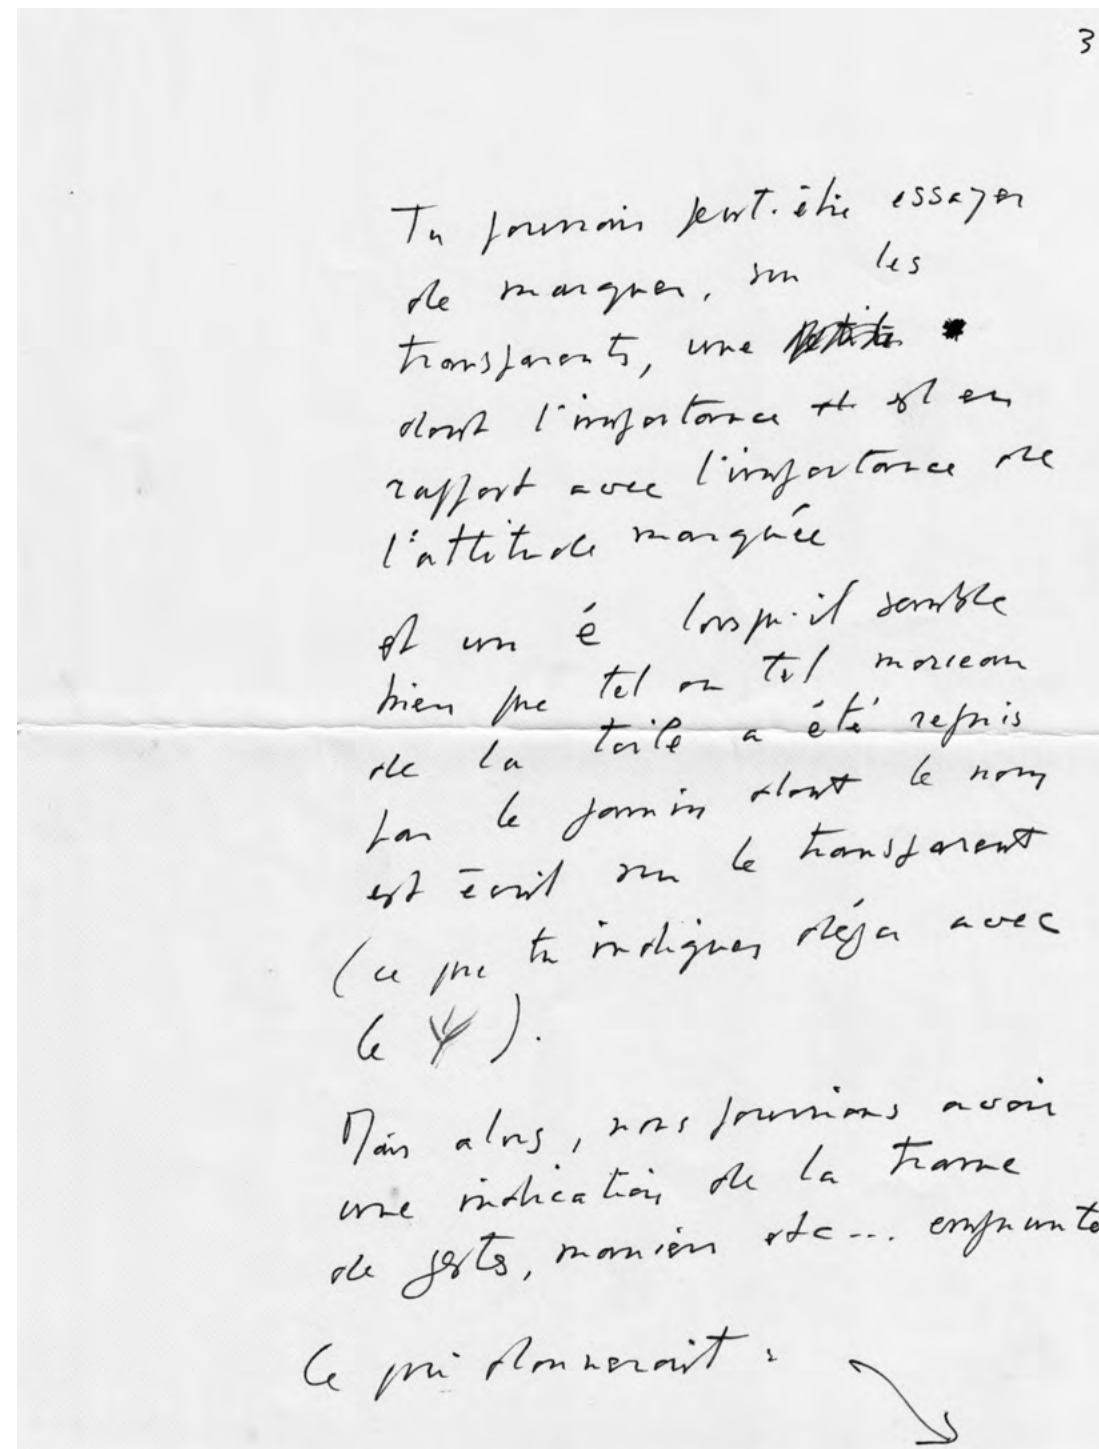 3
Tu pourrais peut-être essayer
de marquer, sur les
transparents, une petite
dont l'importance est en
rapport avec l'importance de
l'attitude marquée
et un é lorsqu'il semble
bien que tel ou tel morceau
de la toile a été repris
par le gamin dont le nom
est écrit sur le transparent
(ce que tu indiques déjà avec
le ).
Mais alors, nous pourrions avoir
une indication de la trame
de gestes, manières etc... emprunté
Ce qui donnerait :